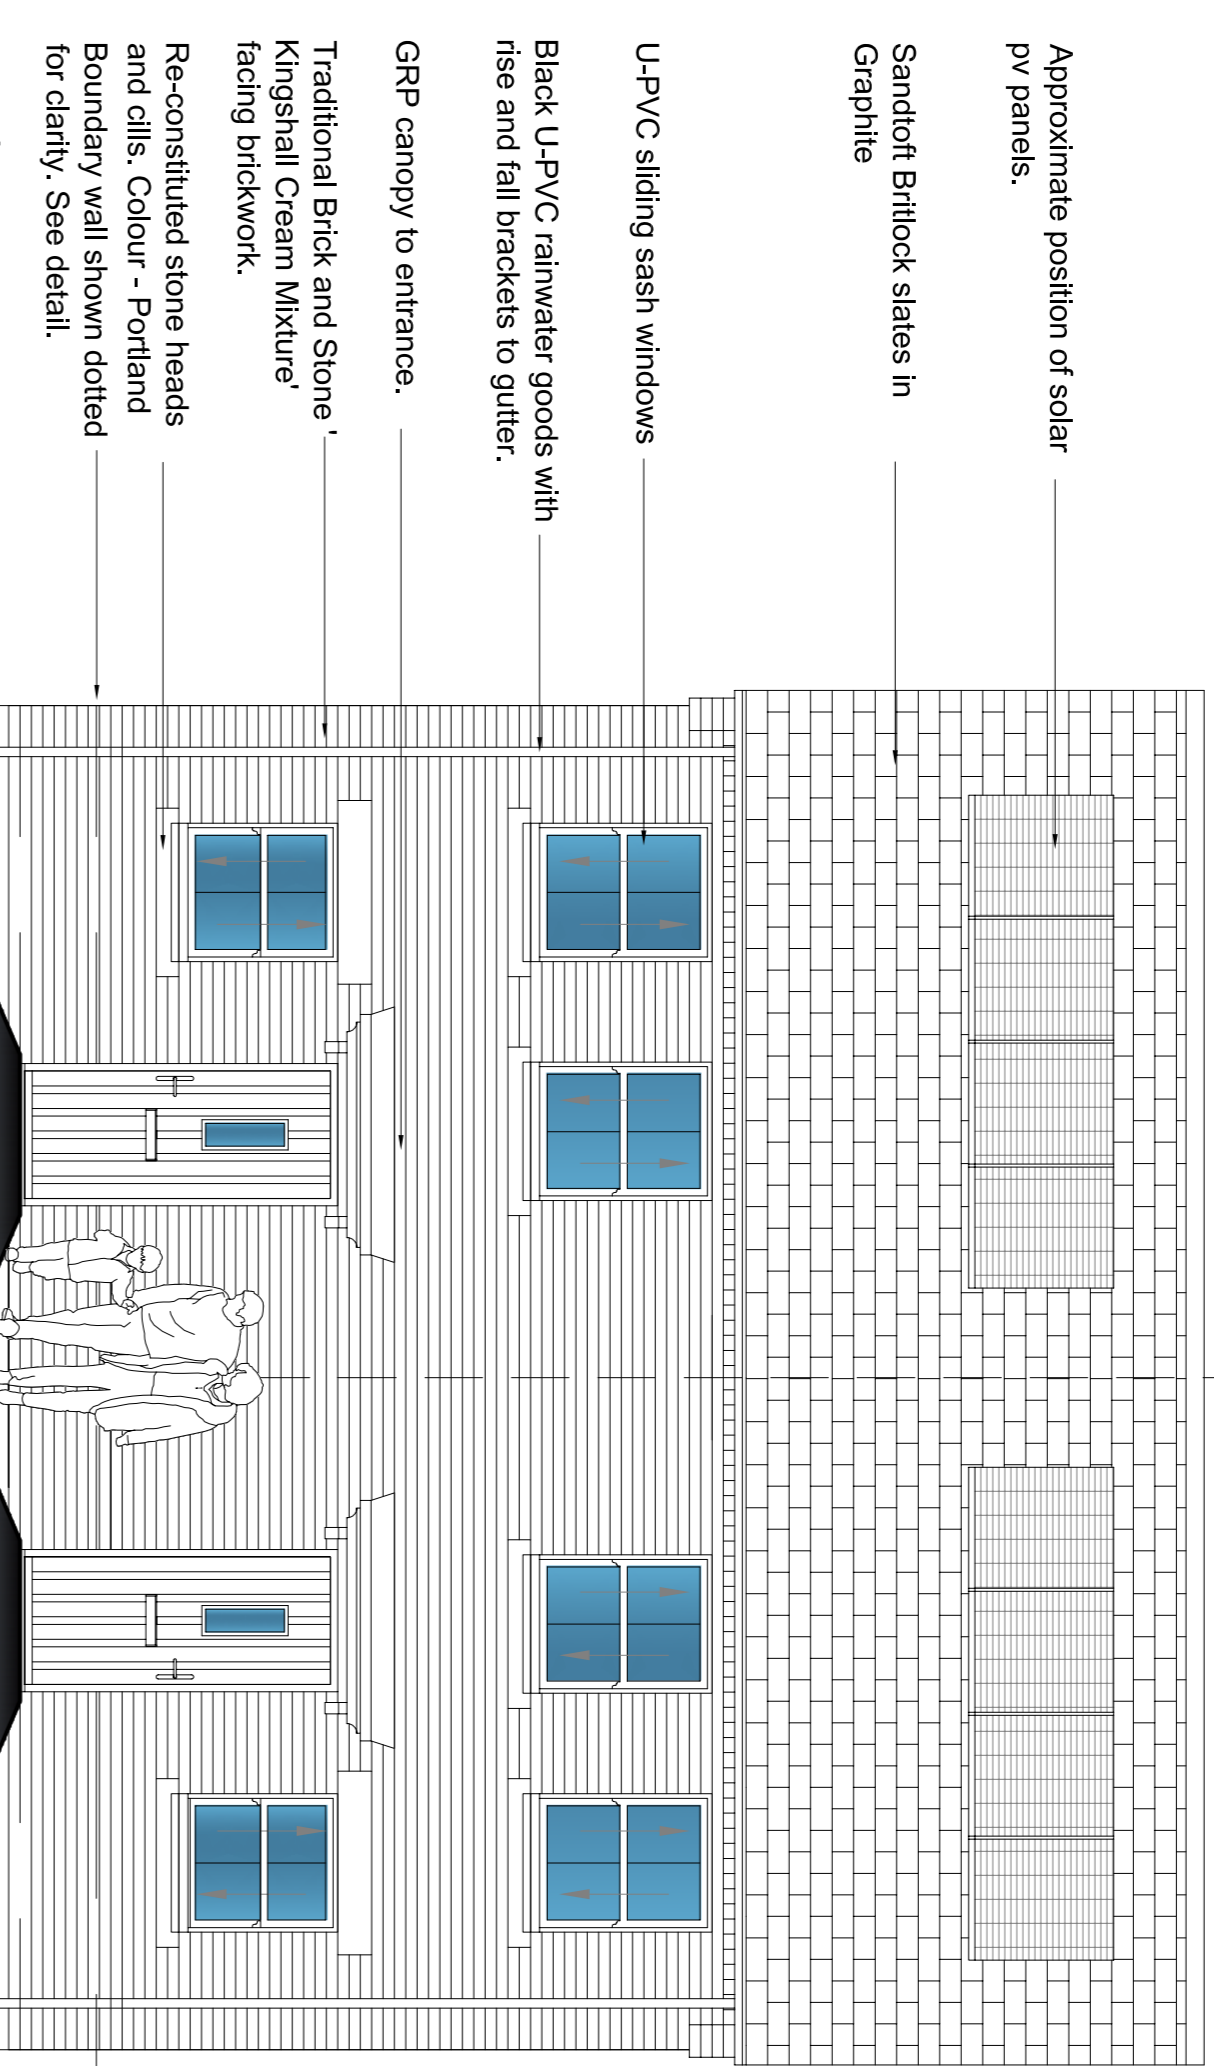 Approximate position of solar
pv panels.
Sandtoft Britlock slates in
Graphite
U-PVC sliding sash windows
Black U-PVC rainwater goods with
rise and fall brackets to gutter.
GRP canopy to entrance.
Traditional Brick and Stone '
Kingshall Cream Mixture'
facing brickwork.
Re-constituted stone heads
and cills. Colour - Portland
Boundary wall shown dotted
for clarity. See detail.